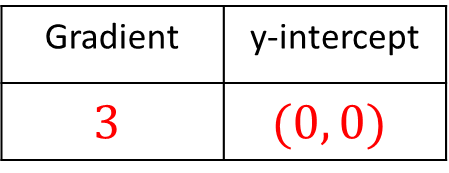 Gradient y-intercept
3 (0, 0)